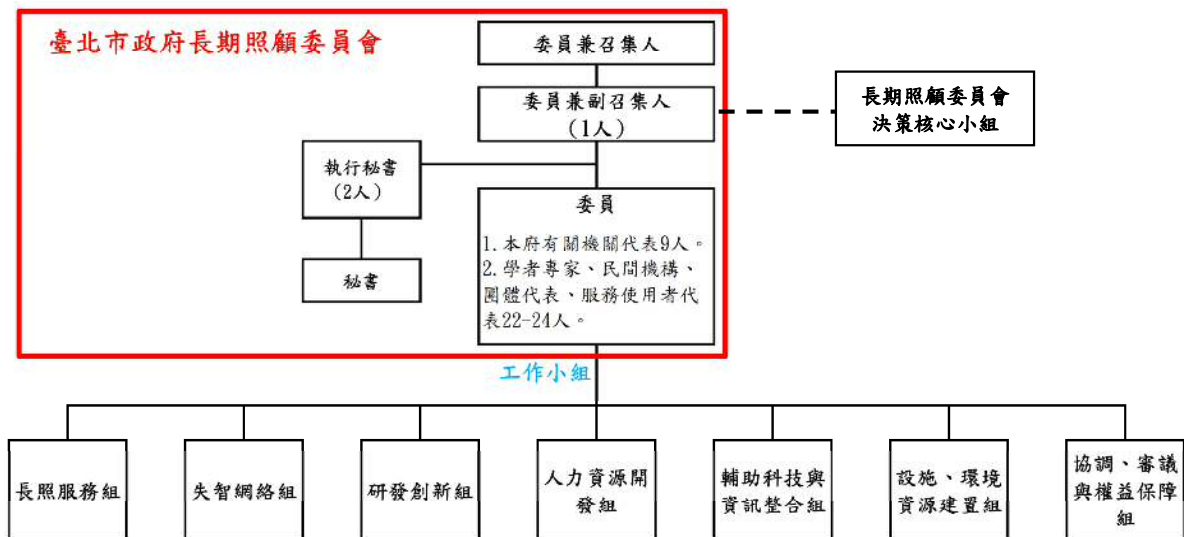 臺北市政府長期照顧委員會
委員兼召集人
委員兼副召集人
(1人)
長期照顧委員會
決策核心小組
執行秘書
(2人)
秘書
委員
1.本府有關機關代表9人。
2.學者專家、民間機構、
團體代表、服務使用者代
表22-24人。
工作小組
長照服務組
失智網絡組
研發創新組
人力資源開
發組
輔助科技與
資訊整合組
設施、環境
資源建置組
協調、審議
與權益保障
組